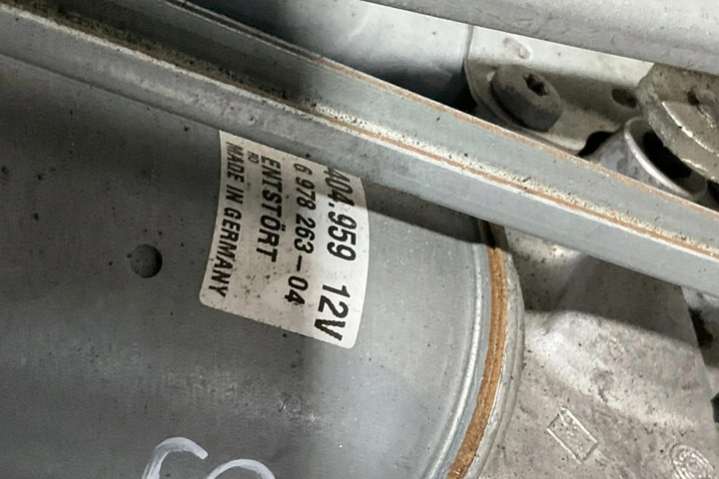 404.959 12V
6 978 263–04
ENTSTÖRT
MADE IN GERMANY